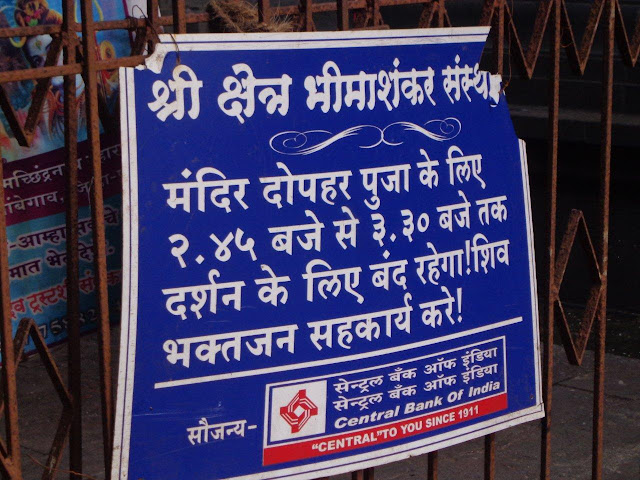 श्री क्षेत्र भीमाशंकर
मंदिर दोपहर पुजा के लिए
२.४५ बजे से ३.३० बजे तक
दर्शन के लिए बंद रहेगा!शिव
भक्तजन सहकार्य करे!
सौजन्य-
सेन्ट्रल बैंक ऑफ इंडिया
सेन्ट्रल बँक ऑफ इंडिया
Central Bank Of India
"CENTRAL" TO YOU SINCE 1911